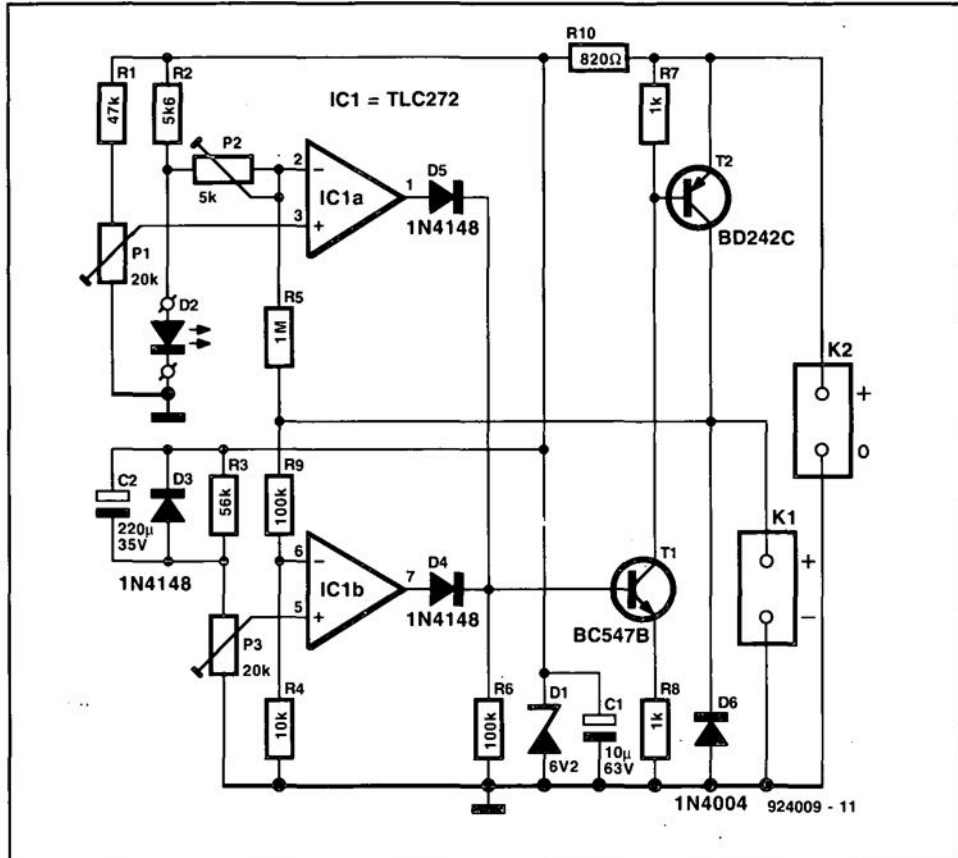 R10
820Ω
R1
47k
R2
5k6
IC1 = TLC272
R7
1k
P2
5k
2
−
IC1a
1
3
+
D5
1N4148
T2
BD242C
P1
20k
D2
R5
1M
K2
+
0
C2
220µ
35V
D3
1N4148
R3
56k
R9
100k
6
−
IC1b
7
5
+
D4
1N4148
T1
BC547B
K1
+
−
P3
20k
R4
10k
R6
100k
D1
6V2
C1
10µ
63V
R8
1k
D6
1N4004
924009 - 11